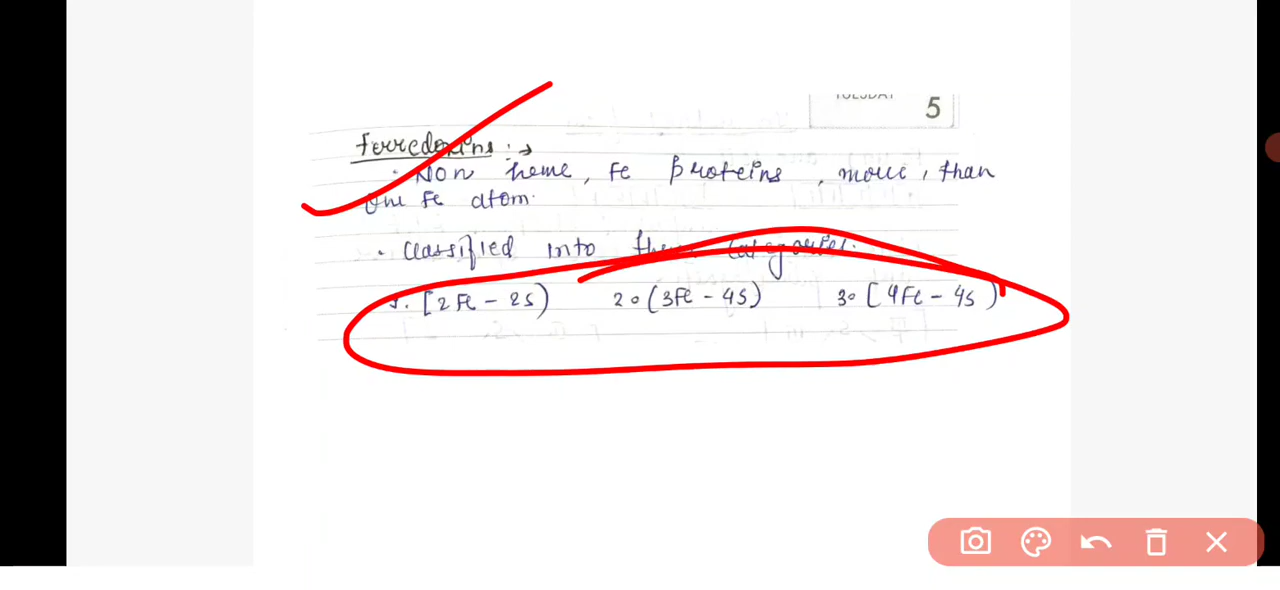 TUESDAY
5
Ferredoxins :→
· Non heme, Fe proteins, more, than
one Fe atom.
· Classified into three categories.
1. [2Fe - 2S) 2. (3Fe - 4S) 3. [4Fe - 4S)